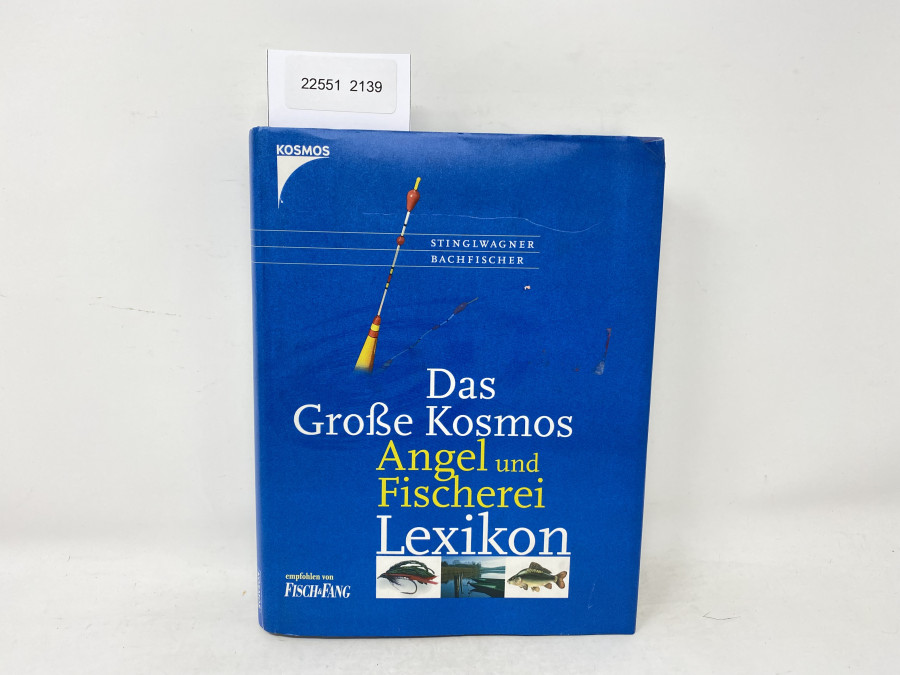 22551 2139
KOSMOS
STINGLWAGNER
BACHFISCHER
Das
Große Kosmos
Angel und
Fischerei
Lexikon
empfohlen von
FISCH&FANG